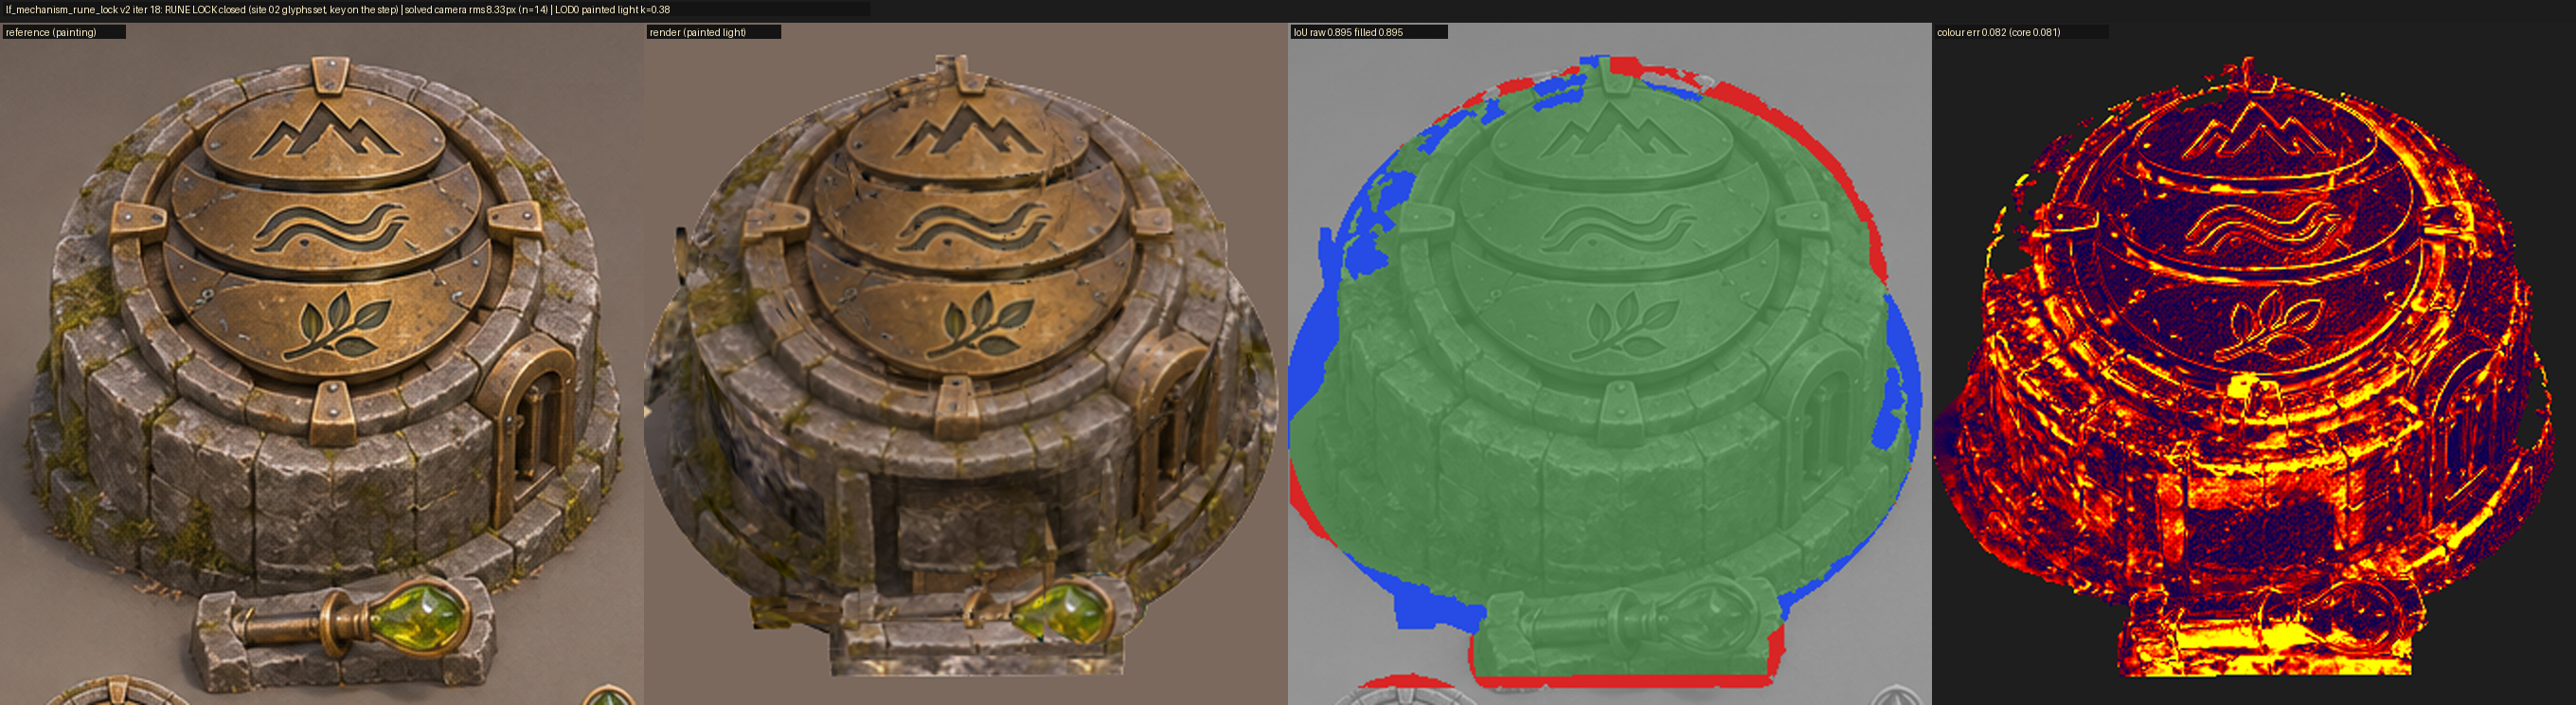 lf_mechanism_rune_lock v2 iter 18: RUNE LOCK closed (site 02 glyphs set, key on the step) | solved camera rms 8.33px (n=14) | LOD0 painted light k=0.38
reference (painting)
render (painted light)
IoU raw 0.895 filled 0.895
colour err 0.082 (core 0.081)